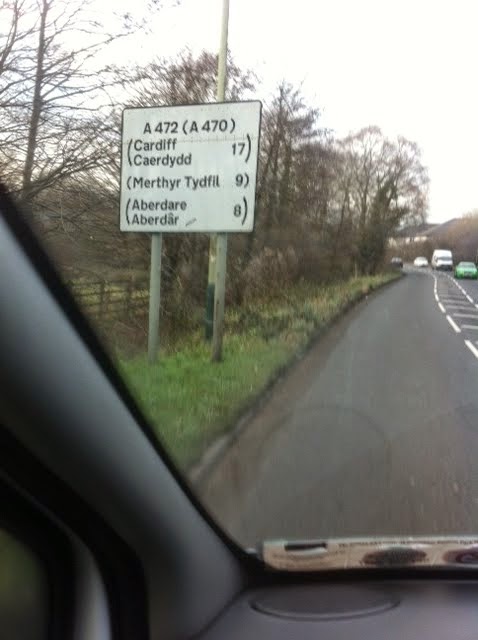 A 472 (A 470)
(Cardiff
Caerdydd 17)
(Merthyr Tydfil 9)
(Aberdare
Aberdâr 8)